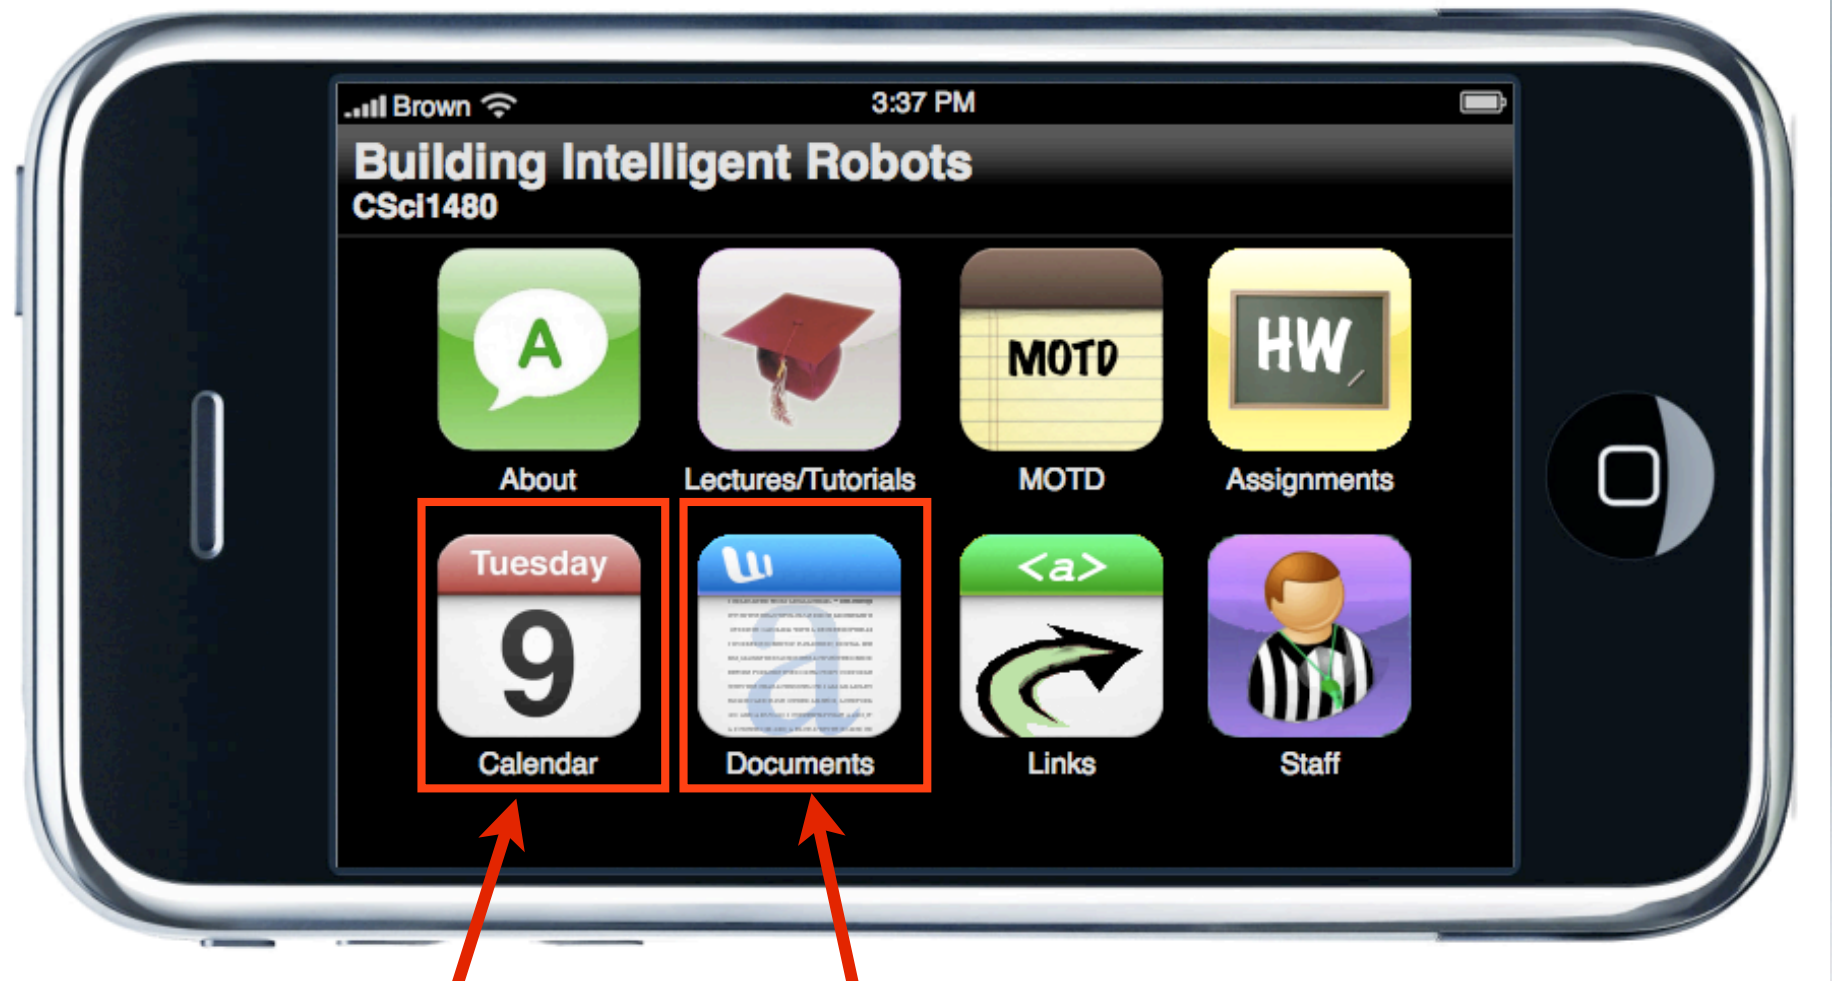 Brown
3:37 PM
Building Intelligent Robots
CSci1480
A
MOTD
HW
About
Lectures/Tutorials
MOTD
Assignments
Tuesday
9
W
a
<a>
Calendar
Documents
Links
Staff